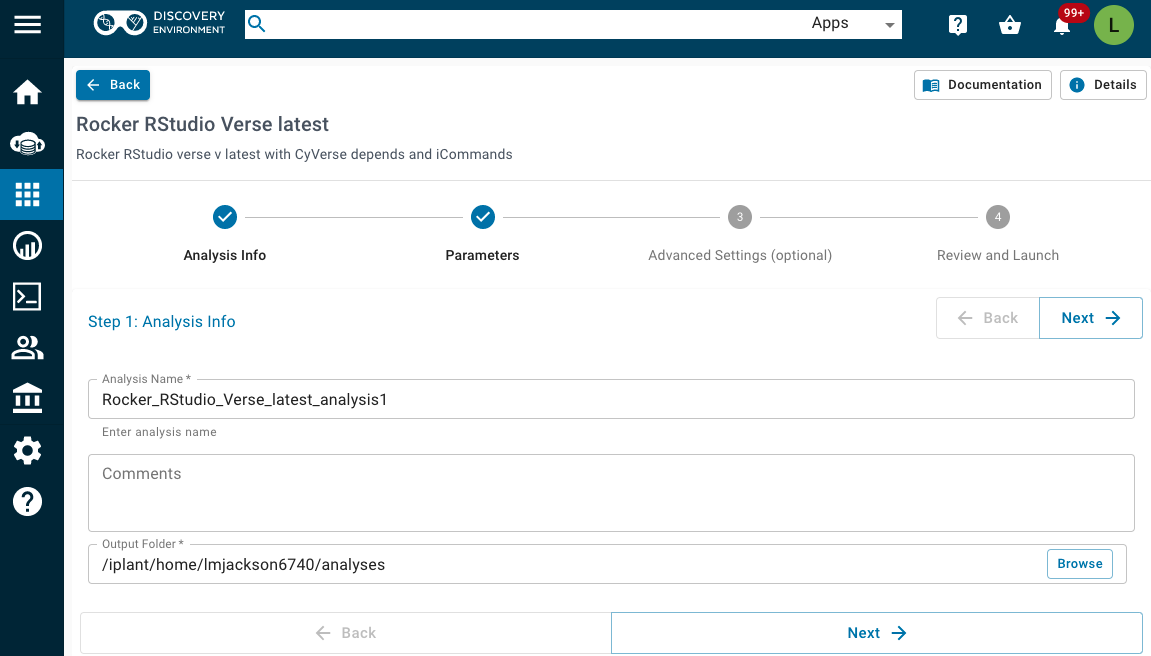 DISCOVERY
ENVIRONMENT
Apps
99+
L
Back
Documentation
Details
Rocker RStudio Verse latest
Rocker RStudio verse v latest with CyVerse depends and iCommands
3
4
Analysis Info
Parameters
Advanced Settings (optional)
Review and Launch
Step 1: Analysis Info
Back
Next
Analysis Name *
Rocker_RStudio_Verse_latest_analysis1
Enter analysis name
Comments
Output Folder *
/iplant/home/lmjackson6740/analyses
Browse
Back
Next